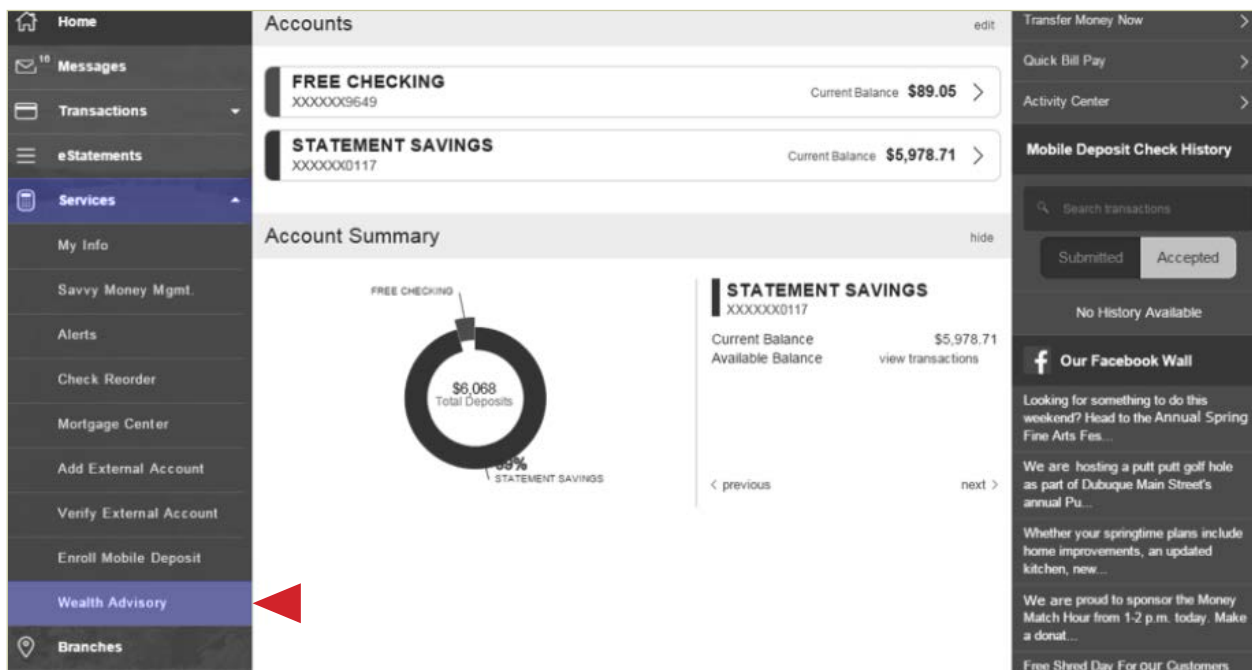 Home
10
Messages
Transactions
eStatements
Services
My Info
Savvy Money Mgmt.
Alerts
Check Reorder
Mortgage Center
Add External Account
Verify External Account
Enroll Mobile Deposit
Wealth Advisory
Branches
Accounts
edit
FREE CHECKING
XXXXXX9649
Current Balance $89.05
STATEMENT SAVINGS
XXXXXX0117
Current Balance $5,978.71
Account Summary
hide
FREE CHECKING
$6,068
Total Deposits
STATEMENT SAVINGS
STATEMENT SAVINGS
XXXXXX0117
Current Balance $5,978.71
Available Balance view transactions
< previous next >
Transfer Money Now
Quick Bill Pay
Activity Center
Mobile Deposit Check History
Search transactions
Submitted Accepted
No History Available
Our Facebook Wall
Looking for something to do this
weekend? Head to the Annual Spring
Fine Arts Fes...
We are hosting a putt putt golf hole
as part of Dubuque Main Street's
annual Pu...
Whether your springtime plans include
home improvements, an updated
kitchen, new...
We are proud to sponsor the Money
Match Hour from 1-2 p.m. today. Make
a donat...
Free Shred Day For our Customers